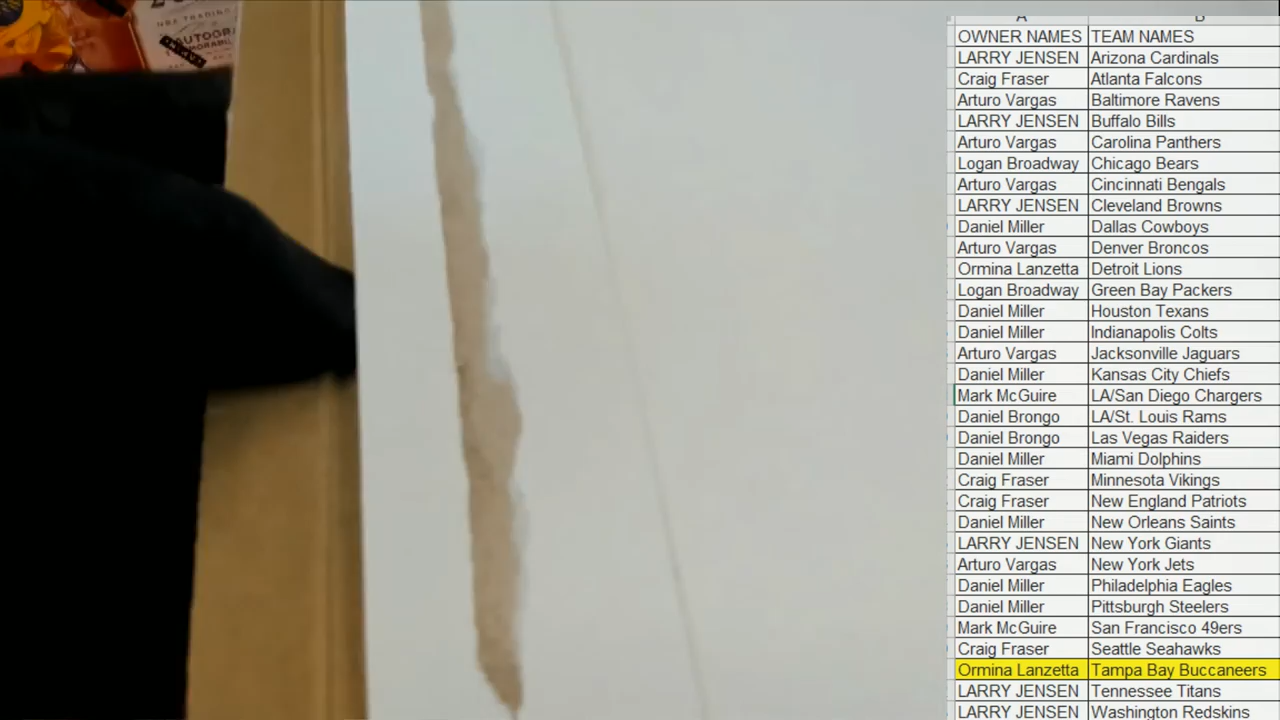 NBA TRADING
AUTOGRA
MORABIL
A
B
OWNER NAMES TEAM NAMES
LARRY JENSEN Arizona Cardinals
Craig Fraser Atlanta Falcons
Arturo Vargas Baltimore Ravens
LARRY JENSEN Buffalo Bills
Arturo Vargas Carolina Panthers
Logan Broadway Chicago Bears
Arturo Vargas Cincinnati Bengals
LARRY JENSEN Cleveland Browns
Daniel Miller Dallas Cowboys
Arturo Vargas Denver Broncos
Ormina Lanzetta Detroit Lions
Logan Broadway Green Bay Packers
Daniel Miller Houston Texans
Daniel Miller Indianapolis Colts
Arturo Vargas Jacksonville Jaguars
Daniel Miller Kansas City Chiefs
Mark McGuire LA/San Diego Chargers
Daniel Brongo LA/St. Louis Rams
Daniel Brongo Las Vegas Raiders
Daniel Miller Miami Dolphins
Craig Fraser Minnesota Vikings
Craig Fraser New England Patriots
Daniel Miller New Orleans Saints
LARRY JENSEN New York Giants
Arturo Vargas New York Jets
Daniel Miller Philadelphia Eagles
Daniel Miller Pittsburgh Steelers
Mark McGuire San Francisco 49ers
Craig Fraser Seattle Seahawks
Ormina Lanzetta Tampa Bay Buccaneers
LARRY JENSEN Tennessee Titans
LARRY JENSEN Washington Redskins